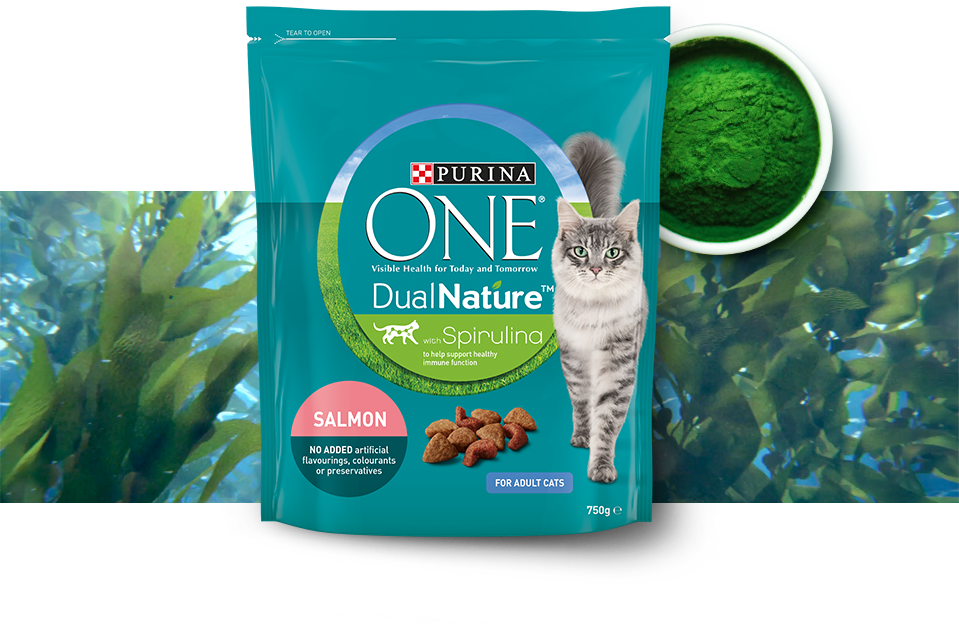 TEAR TO OPEN
PURINA
ONE®
Visible Health for Today and Tomorrow
DualNature™
with Spirulina
to help support healthy
immune function
SALMON
NO ADDED artificial
flavourings, colourants
or preservatives
FOR ADULT CATS
750g ℮